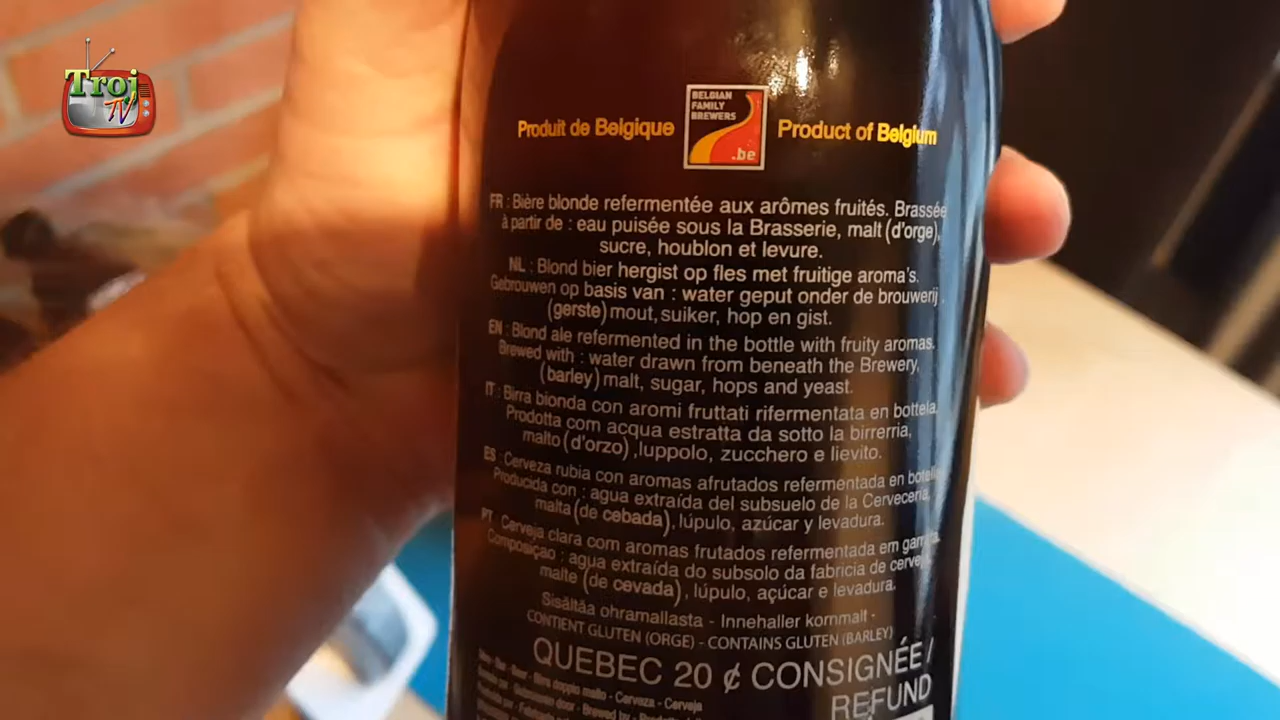 Troj
TV
BELGIAN
FAMILY
BREWERS
.be
Produit de Belgique
Product of Belgium
FR : Bière blonde refermentée aux arômes fruités. Brassée
à partir de : eau puisée sous la Brasserie, malt (d'orge),
sucre, houblon et levure.
NL : Blond bier hergist op fles met fruitige aroma's.
Gebrouwen op basis van : water geput onder de brouwerij,
(gerste) mout, suiker, hop en gist.
EN : Blond ale refermented in the bottle with fruity aromas.
Brewed with : water drawn from beneath the Brewery,
(barley) malt, sugar, hops and yeast.
IT : Birra bionda con aromi fruttati rifermentata en bottela.
Prodotta com acqua estratta da sotto la birrerria,
malto (d'orzo) ,luppolo, zucchero e lievito.
ES : Cerveza rubia con aromas afrutados refermentada en
Producida con : agua extraída del subsuelo de la Cervecería,
malta (de cebada), lúpulo, azúcar y levadura.
PT : Cerveja clara com aromas frutados refermentada em
Composiçao : agua extraída do subsolo da fabricia de
malte (de cevada), lúpulo, açúcar e levadura.
Sisältää ohramallasta - Innehaller kornmalt -
CONTIENT GLUTEN (ORGE) - CONTAINS GLUTEN (BARLEY)
QUEBEC 20 ¢ CONSIGNÉE /
REFUND
doppio malto - Cerveza - Cerveja
Brewed by